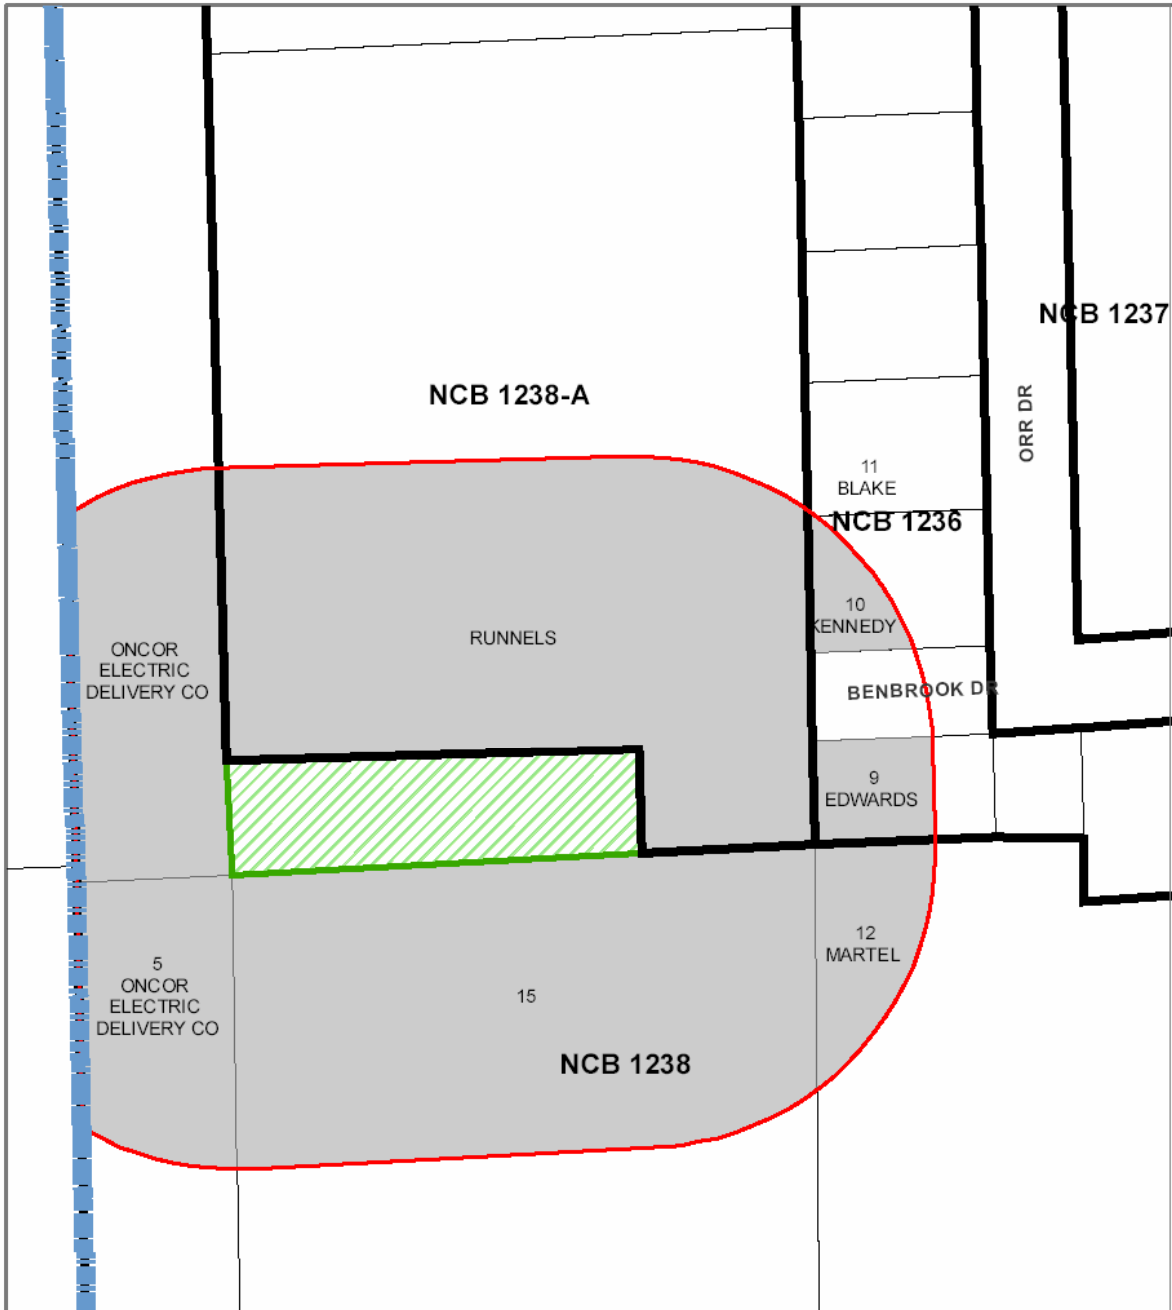 NCB 1237
NCB 1238-A
ORR DR
11
BLAKE
NCB 1236
10
KENNEDY
RUNNELS
ONCOR
ELECTRIC
DELIVERY CO
BENBROOK DR
9
EDWARDS
12
MARTEL
5
ONCOR
ELECTRIC
DELIVERY CO
15
NCB 1238